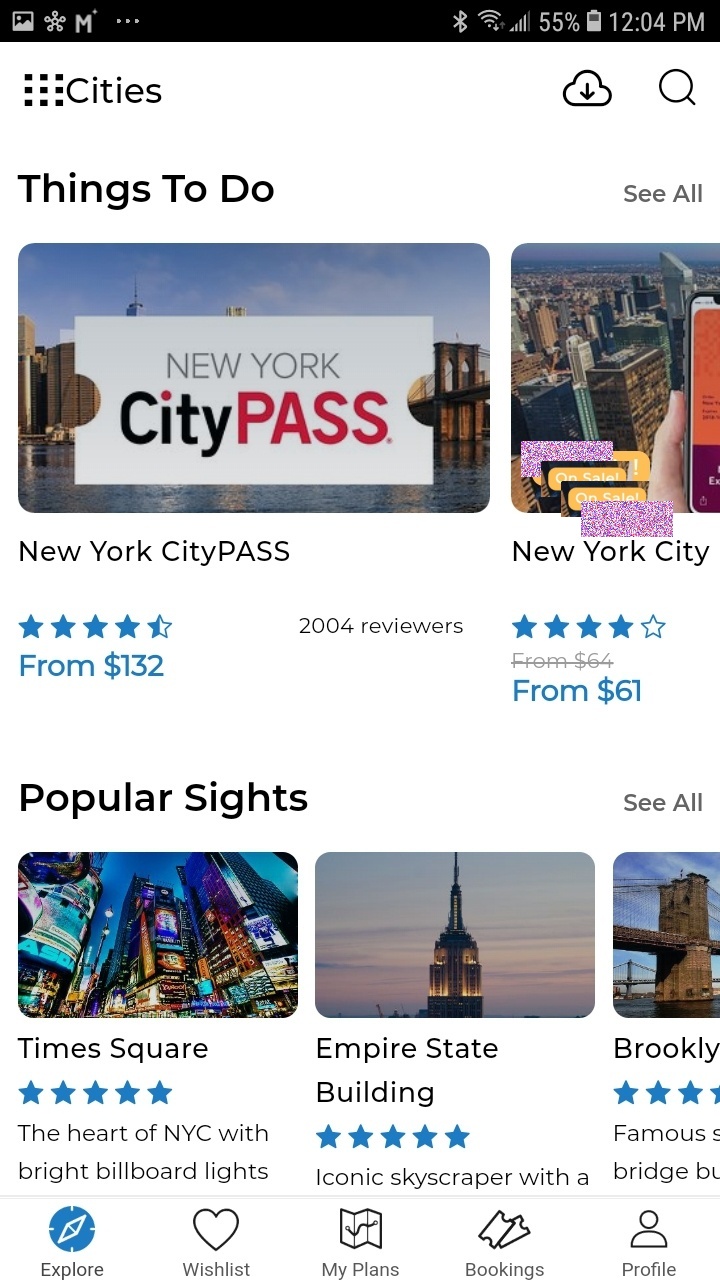 55% 12:04 PM
Cities
Things To Do
See All
NEW YORK
CityPASS
On Sale!
On Sale!
New York CityPASS
New York City
2004 reviewers
From $132
From $64
From $61
Popular Sights
See All
Times Square
Empire State
Building
Brookly
The heart of NYC with
bright billboard lights
Iconic skyscraper with a
Famous s
bridge bu
Explore
Wishlist
My Plans
Bookings
Profile